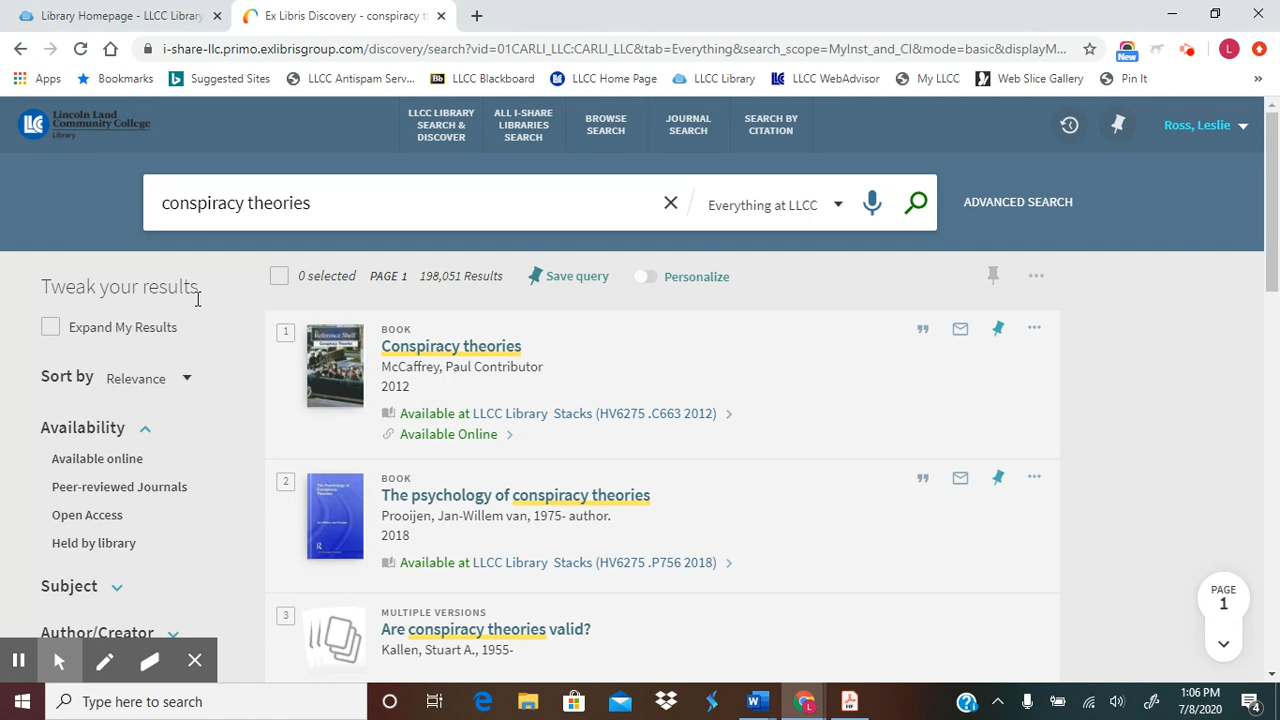 Library Homepage - LLCC Library
Ex Libris Discovery - conspiracy t
i-share-llc.primo.exlibrisgroup.com/discovery/search?vid=01CARLI_LLC:CARLI_LLC&tab=Everything&search_scope=MyInst_and_CI&mode=basic&displayM...
New
L
Apps
Bookmarks
Suggested Sites
LLCC Antispam Serv...
Bb
LLCC Blackboard
LLCC Home Page
LLCC Library
LLCC WebAdvisor
My LLCC
Web Slice Gallery
Pin It
»
LLC
Lincoln Land
Community College
Library
LLCC LIBRARY
SEARCH &
DISCOVER
ALL I-SHARE
LIBRARIES
SEARCH
BROWSE
SEARCH
JOURNAL
SEARCH
SEARCH BY
CITATION
Ross, Leslie
conspiracy theories
Everything at LLCC
ADVANCED SEARCH
Tweak your results
Expand My Results
Sort by Relevance
Availability
Available online
Peer-reviewed Journals
Open Access
Held by library
Subject
Author/Creator
0 selected PAGE 1 198,051 Results Save query Personalize
1
BOOK
Conspiracy theories
McCaffrey, Paul Contributor
2012
Available at LLCC Library Stacks (HV6275 .C663 2012)
Available Online
2
BOOK
The psychology of conspiracy theories
Prooijen, Jan-Willem van, 1975- author.
2018
Available at LLCC Library Stacks (HV6275 .P756 2018)
3
MULTIPLE VERSIONS
Are conspiracy theories valid?
Kallen, Stuart A., 1955-
PAGE
1
Type here to search
1:06 PM
7/8/2020
4